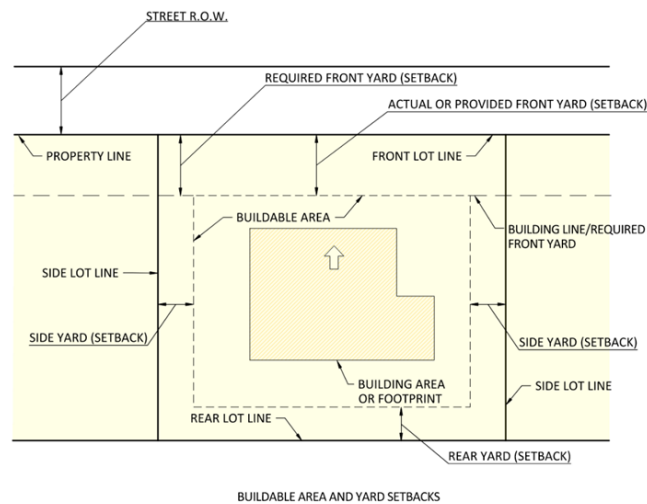 STREET R.O.W.
REQUIRED FRONT YARD (SETBACK)
ACTUAL OR PROVIDED FRONT YARD (SETBACK)
PROPERTY LINE
FRONT LOT LINE
BUILDABLE AREA
BUILDING LINE/REQUIRED
FRONT YARD
SIDE LOT LINE
SIDE YARD (SETBACK)
SIDE YARD (SETBACK)
BUILDING AREA
OR FOOTPRINT
SIDE LOT LINE
REAR LOT LINE
REAR YARD (SETBACK)
BUILDABLE AREA AND YARD SETBACKS